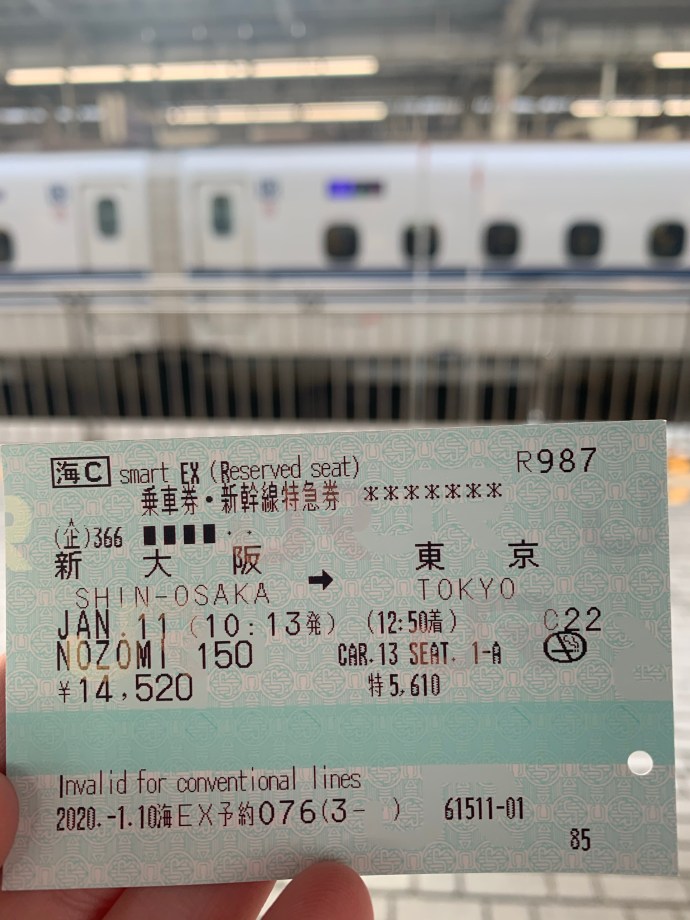 海C smart EX (Reserved seat) R987
乗車券・新幹線特急券 *******
(企)366 ■■■■··
新大阪 → 東京
SHIN-OSAKA TOKYO
JAN.11 (10:13発) (12:50着) C22
NOZOMI 150 CAR.13 SEAT. 1-A
¥14,520 特5,610
Invalid for conventional lines
2020.-1.10海EX予約076(3- ) 61511-01
85